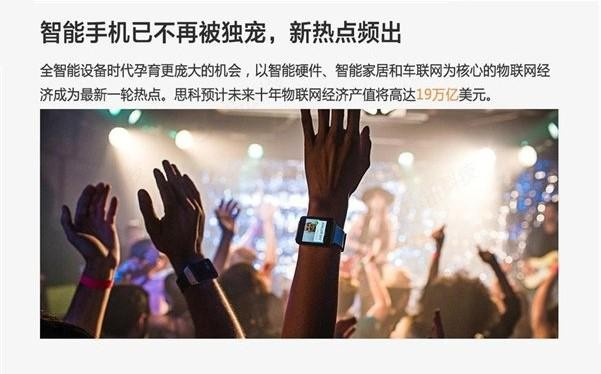 智能手机已不再被独宠，新热点频出
全智能设备时代孕育更庞大的机会，以智能硬件、智能家居和车联网为核心的物联网经
济成为最新一轮热点。思科预计未来十年物联网经济产值将高达19万亿美元。